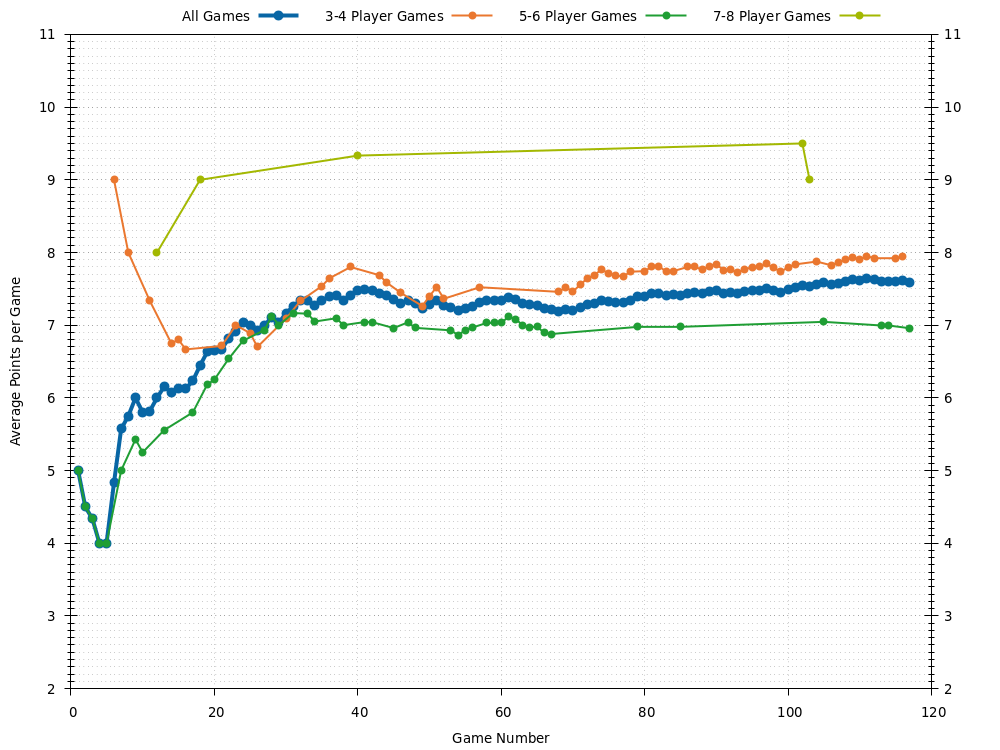 All Games 3-4 Player Games 5-6 Player Games 7-8 Player Games
11 11
10 10
9 9
8 8
7 7
6 6
5 5
4 4
3 3
2 2
Average Points per Game
0 20 40 60 80 100 120
Game Number